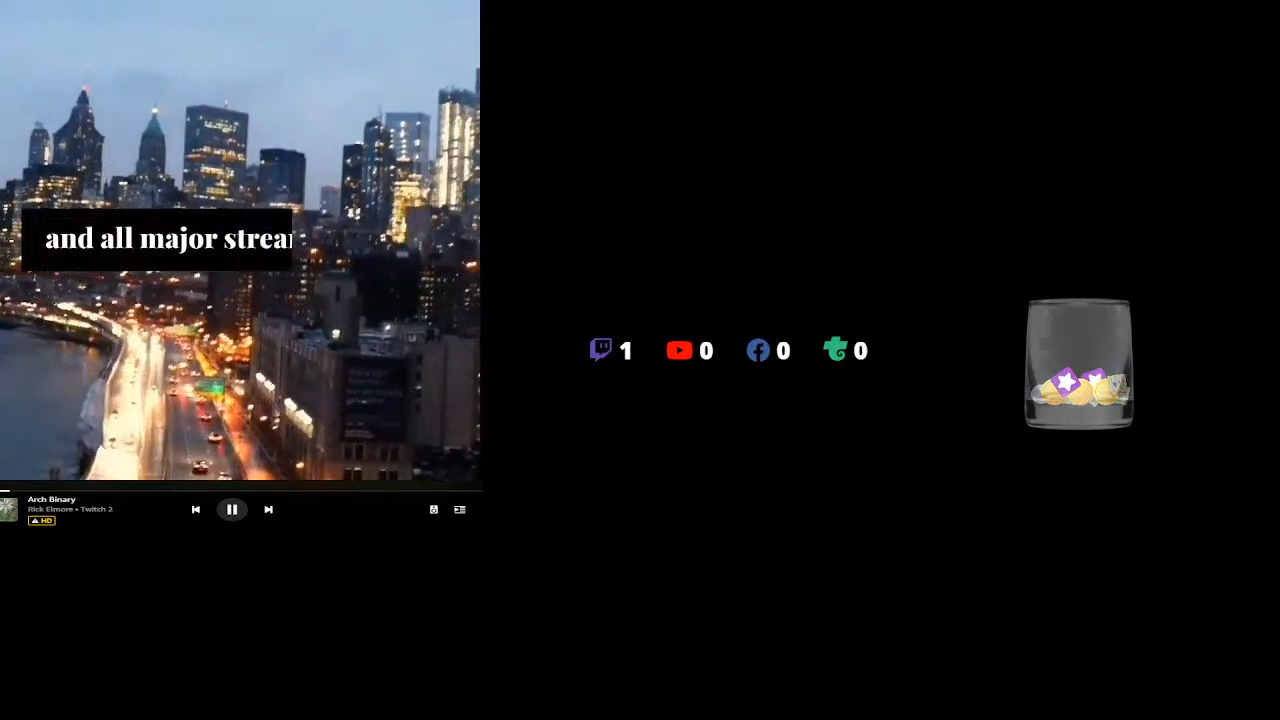 and all major strea
1 0 0 0
Arch Binary
Rick Elmore • Twitch 2
HD